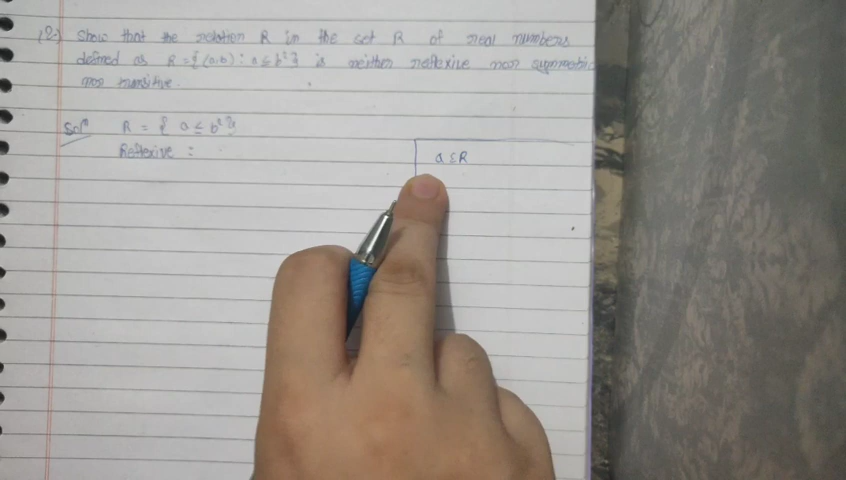 (2.) Show that the relation R in the set R of real numbers
defined as R = {(a,b) : a ≤ b²} is neither reflexive nor symmetric
nor transitive.
Solⁿ R = { a ≤ b²}
Reflexive :
a ≤ R